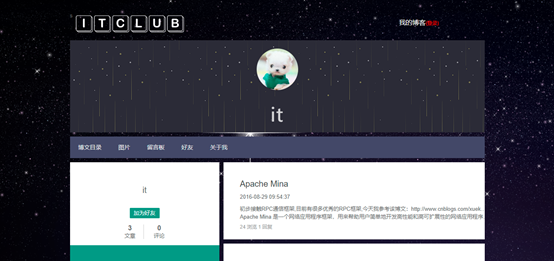 ITCLUB
我的博客
it
博文目录 图片 留言板 好友 关于我
it
加为好友
3 0
文章 评论
Apache Mina
2016-08-29 09:54:37
初步接触RPC通信框架,目前有很多优秀的RPC框架,今天我参考该博文：http://www.cnblogs.com/xuek
Apache Mina 是一个网络应用程序框架，用来帮助用户简单地开发高性能和高可扩展性的网络应用程序
24 浏览 1 回复